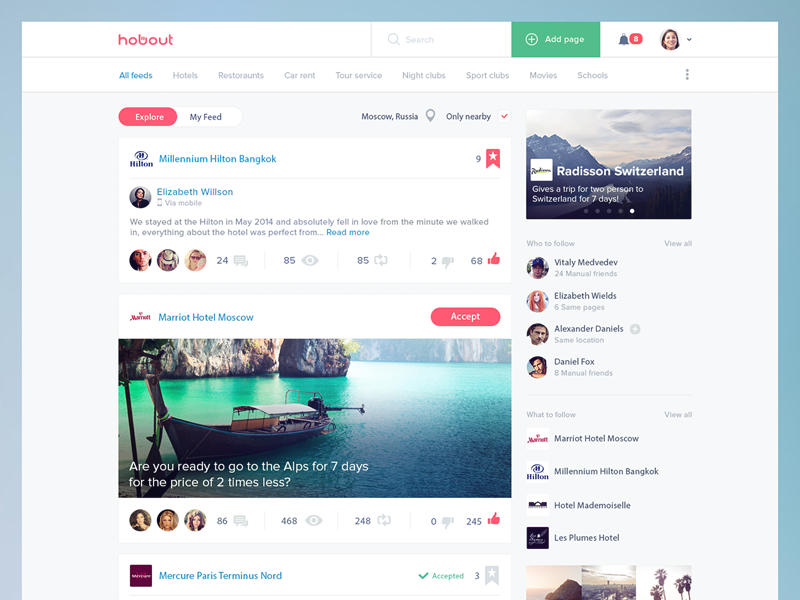 hobout
Search
Add page
8
All feeds
Hotels
Restoraunts
Car rent
Tour service
Night clubs
Sport clubs
Movies
Schools
Explore
My Feed
Moscow, Russia
Only nearby
Hilton
Millennium Hilton Bangkok
9
Elizabeth Willson
Via mobile
We stayed at the Hilton in May 2014 and absolutely fell in love from the minute we walked
in, everything about the hotel was perfect from... Read more
24
85
85
2
68
Marriott
Marriot Hotel Moscow
Accept
Are you ready to go to the Alps for 7 days
for the price of 2 times less?
86
468
248
0
245
Mercure
Mercure Paris Terminus Nord
Accepted
3
Radisson
Radisson Switzerland
Gives a trip for two person to
Switzerland for 7 days!
Who to follow
View all
Vitaly Medvedev
24 Manual friends
Elizabeth Wields
6 Same pages
Alexander Daniels
Same location
Daniel Fox
8 Manual friends
What to follow
View all
Marriott
Marriot Hotel Moscow
Hilton
Millennium Hilton Bangkok
Hotel Mademoiselle
Les Plumes Hotel